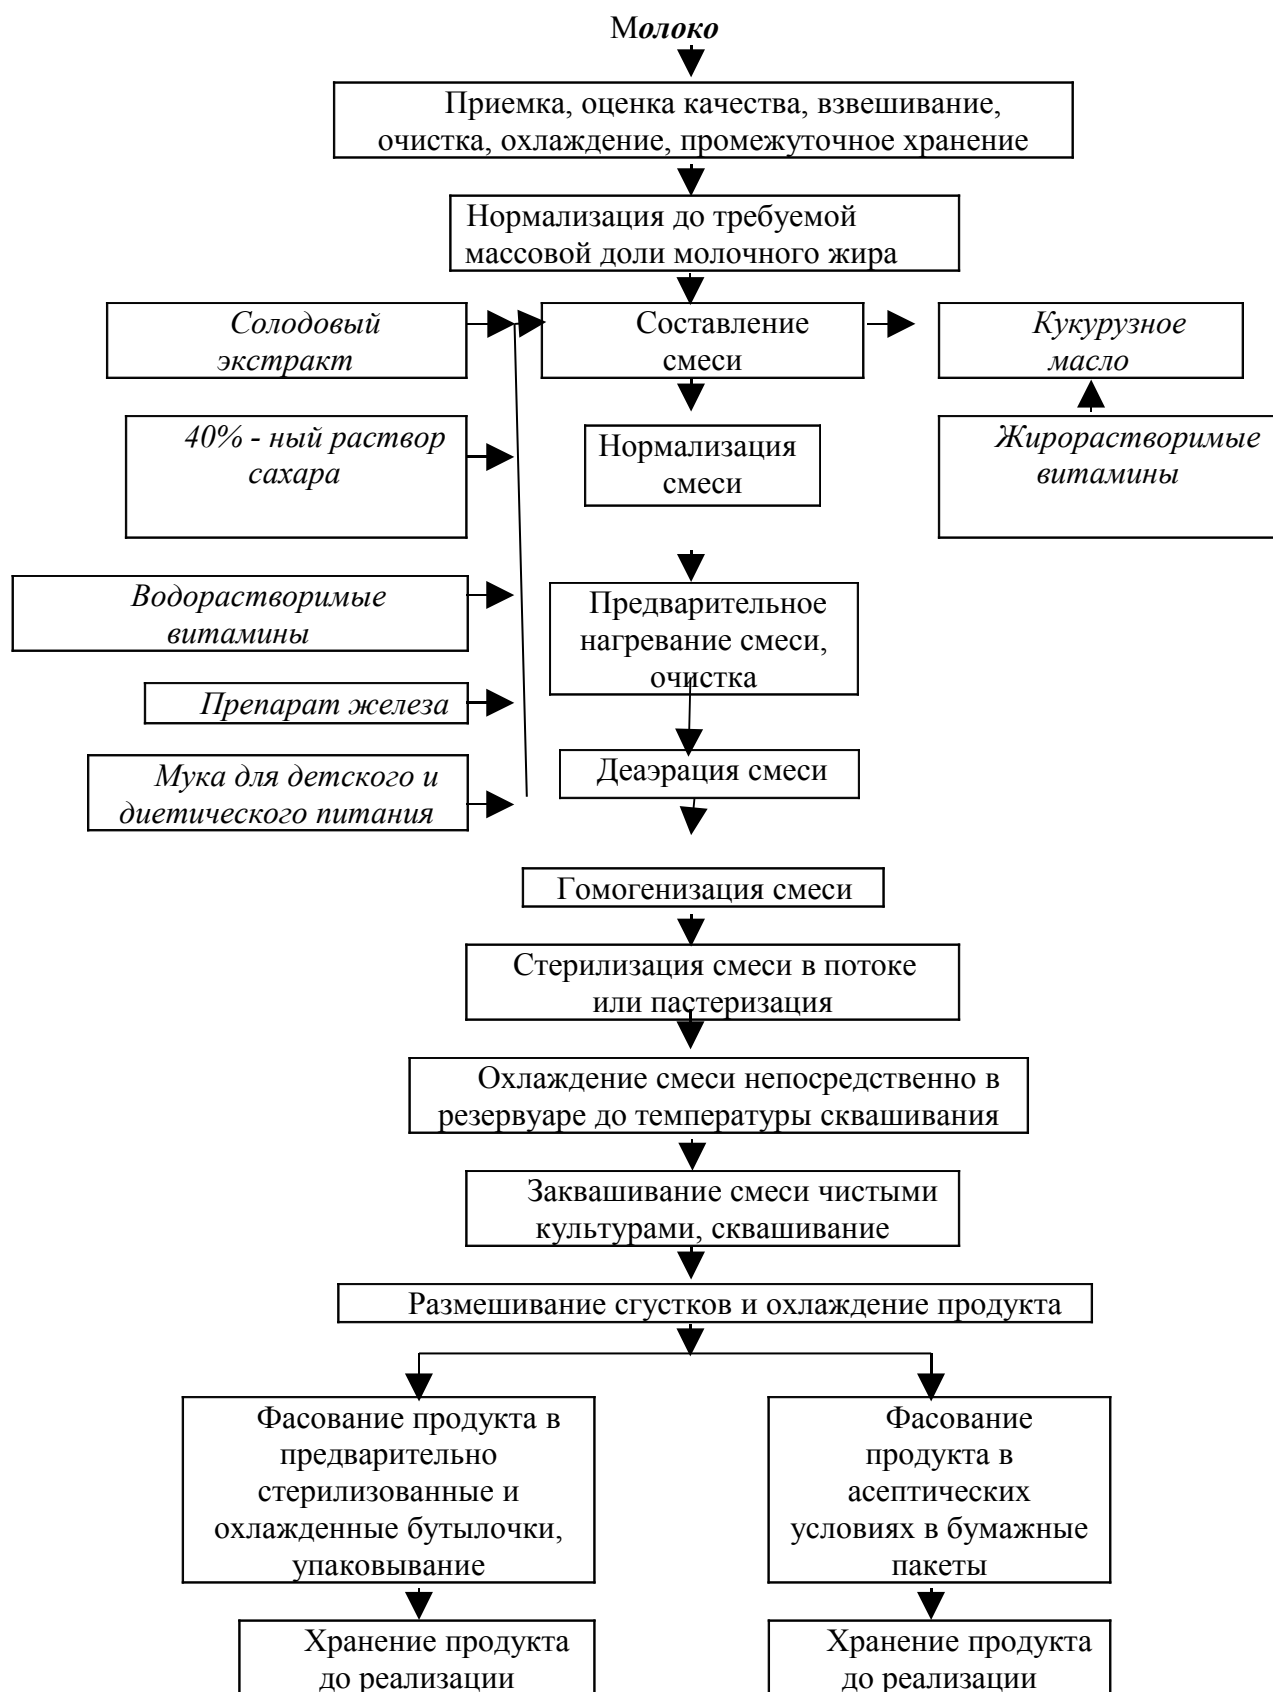 Молоко
Приемка, оценка качества, взвешивание,
очистка, охлаждение, промежуточное хранение
Нормализация до требуемой
массовой доли молочного жира
Солодовый
экстракт
Составление
смеси
Кукурузное
масло
40% - ный раствор
сахара
Нормализация
смеси
Жирорастворимые
витамины
Водорастворимые
витамины
Предварительное
нагревание смеси,
очистка
Препарат железа
Мука для детского и
диетического питания
Деаэрация смеси
Гомогенизация смеси
Стерилизация смеси в потоке
или пастеризация
Охлаждение смеси непосредственно в
резервуаре до температуры сквашивания
Заквашивание смеси чистыми
культурами, сквашивание
Размешивание сгустков и охлаждение продукта
Фасование продукта в
предварительно
стерилизованные и
охлажденные бутылочки,
упаковывание
Фасование
продукта в
асептических
условиях в бумажные
пакеты
Хранение продукта
до реализации
Хранение продукта
до реализации